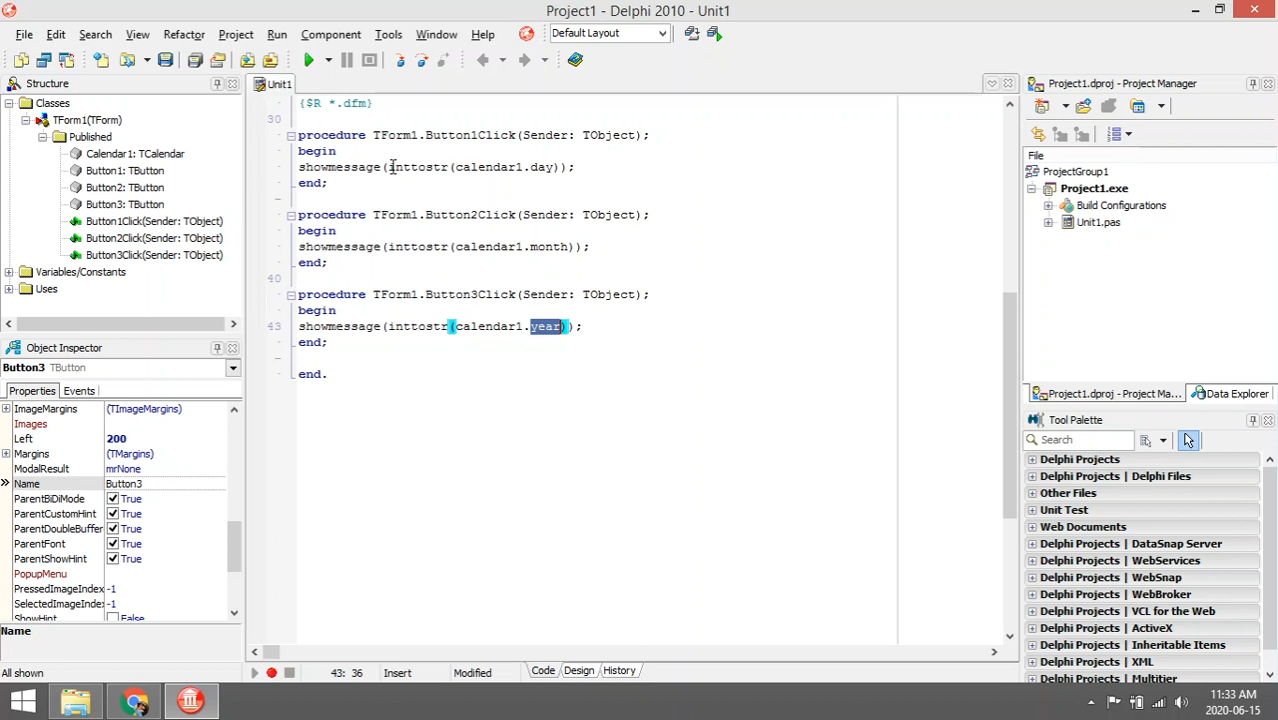 Project1 - Delphi 2010 - Unit1
File Edit Search View Refactor Project Run Component Tools Window Help
Default Layout
Structure
Classes
TForm1(TForm)
Published
Calendar1: TCalendar
Button1: TButton
Button2: TButton
Button3: TButton
Button1Click(Sender: TObject)
Button2Click(Sender: TObject)
Button3Click(Sender: TObject)
Variables/Constants
Uses
Object Inspector
Button3 TButton
Properties Events
ImageMargins (TImageMargins)
Images
Left 200
Margins (TMargins)
ModalResult mrNone
Name Button3
ParentBiDiMode True
ParentCustomHint True
ParentDoubleBuffer True
ParentFont True
ParentShowHint True
PopupMenu
PressedImageIndex -1
SelectedImageIndex -1
ShowHint False
Name
All shown
Unit1
{$R *.dfm}
30
procedure TForm1.Button1Click(Sender: TObject);
begin
showmessage(inttostr(calendar1.day));
end;
procedure TForm1.Button2Click(Sender: TObject);
begin
showmessage(inttostr(calendar1.month));
end;
40
procedure TForm1.Button3Click(Sender: TObject);
begin
43 showmessage(inttostr(calendar1.year));
end;
end.
43: 36 Insert Modified Code Design History
Project1.dproj - Project Manager
File
ProjectGroup1
Project1.exe
Build Configurations
Unit1.pas
Project1.dproj - Project Ma... Data Explorer
Tool Palette
Search
Delphi Projects
Delphi Projects | Delphi Files
Other Files
Unit Test
Web Documents
Delphi Projects | DataSnap Server
Delphi Projects | WebServices
Delphi Projects | WebSnap
Delphi Projects | WebBroker
Delphi Projects | VCL for the Web
Delphi Projects | ActiveX
Delphi Projects | Inheritable Items
Delphi Projects | XML
Delphi Projects | Multitier
11:33 AM
2020-06-15